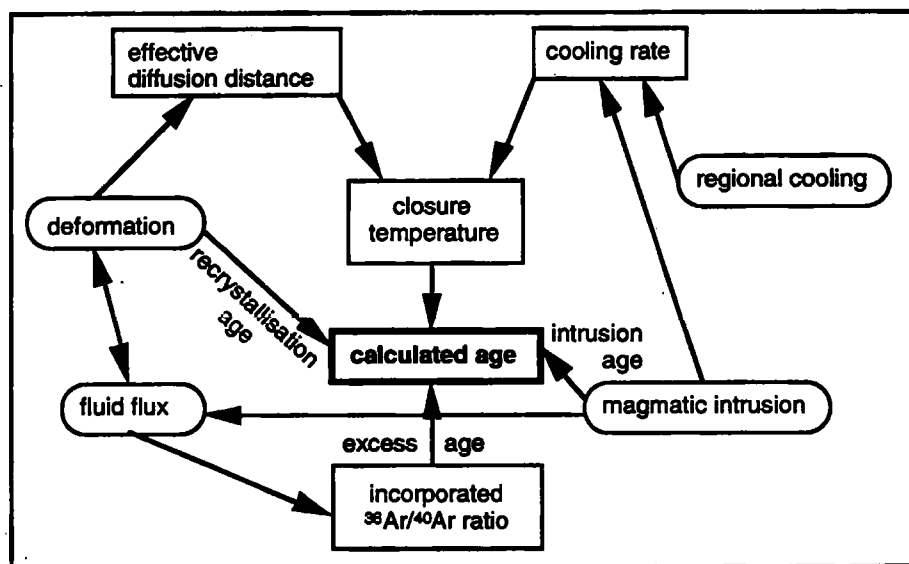 effective
diffusion distance
cooling rate
regional cooling
closure
temperature
deformation
recrystallisation
age
calculated age
intrusion
age
fluid flux
magmatic intrusion
excess age
incorporated
³⁶Ar/⁴⁰Ar ratio